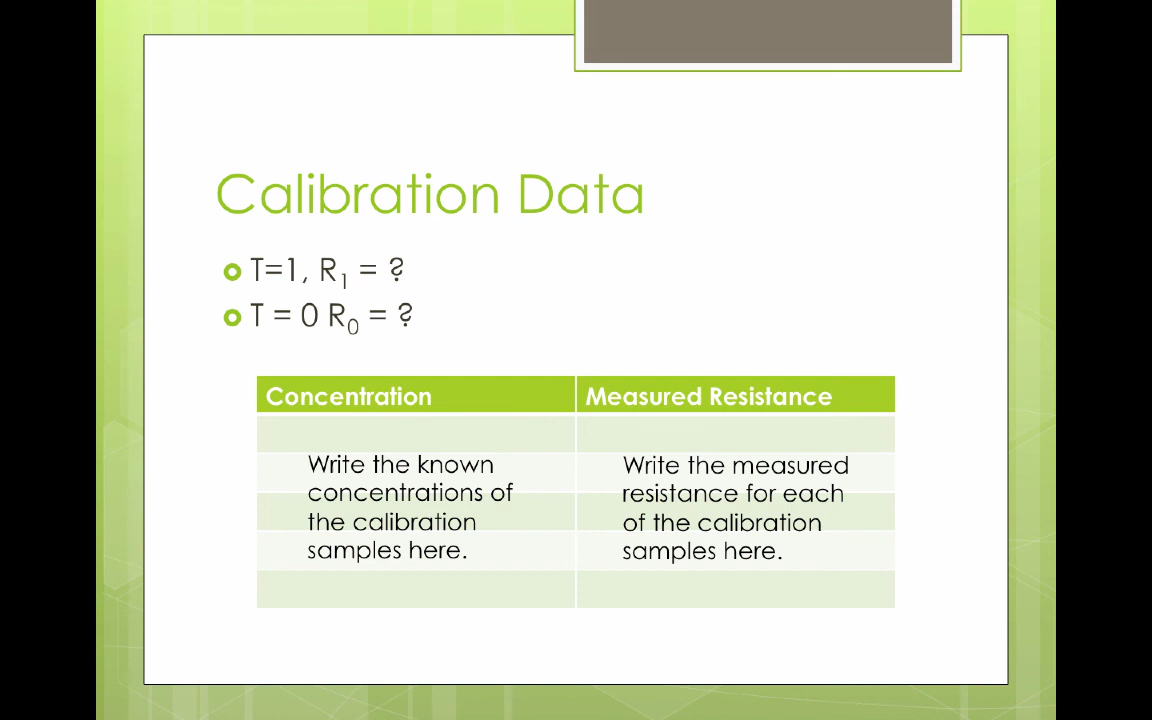 Calibration Data
T=1, R₁ = ?
T = 0 R₀ = ?
Concentration
Measured Resistance
Write the known
concentrations of
the calibration
samples here.
Write the measured
resistance for each
of the calibration
samples here.